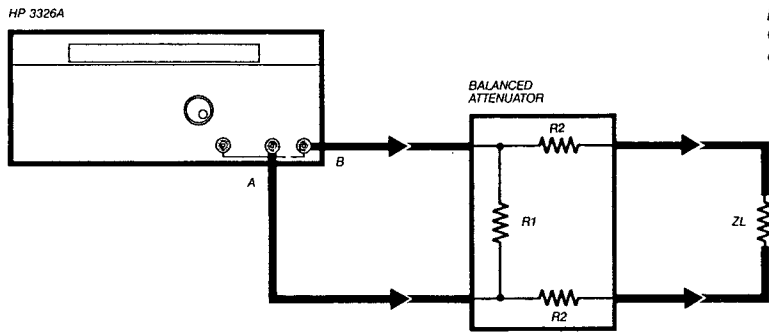 HP 3326A
BALANCED
ATTENUATOR
R2
B
A
R1
ZL
R2